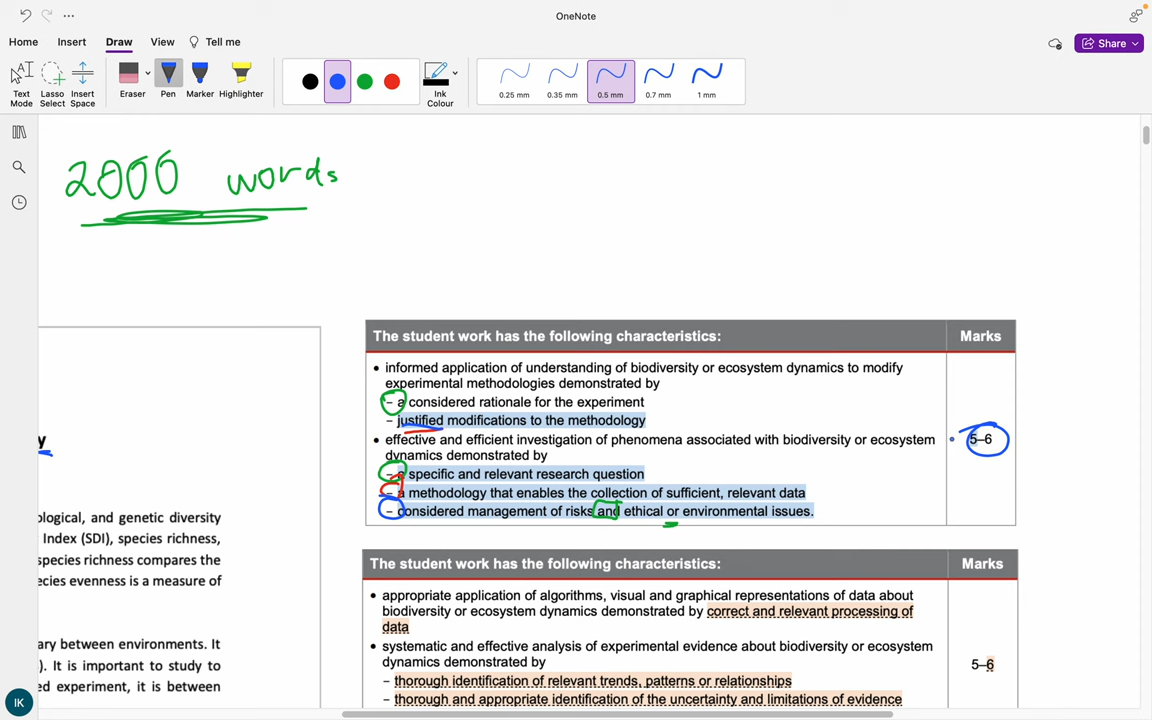 OneNote
Home Insert Draw View Tell me
Share
Text Mode
Lasso Select
Insert Space
Eraser
Pen
Marker
Highlighter
Ink Colour
0.25 mm
0.35 mm
0.5 mm
0.7 mm
1 mm
2000 words
y
ological, and genetic diversity
Index (SDI), species richness,
species richness compares the
ecies evenness is a measure of
ary between environments. It
). It is important to study to
ed experiment, it is between
The student work has the following characteristics: Marks
• informed application of understanding of biodiversity or ecosystem dynamics to modify
experimental methodologies demonstrated by
– a considered rationale for the experiment
– justified modifications to the methodology
• effective and efficient investigation of phenomena associated with biodiversity or ecosystem
dynamics demonstrated by
– a specific and relevant research question
– a methodology that enables the collection of sufficient, relevant data
– considered management of risks and ethical or environmental issues.
5–6
The student work has the following characteristics: Marks
• appropriate application of algorithms, visual and graphical representations of data about
biodiversity or ecosystem dynamics demonstrated by correct and relevant processing of
data
• systematic and effective analysis of experimental evidence about biodiversity or ecosystem
dynamics demonstrated by
– thorough identification of relevant trends, patterns or relationships
– thorough and appropriate identification of the uncertainty and limitations of evidence
5–6
IK